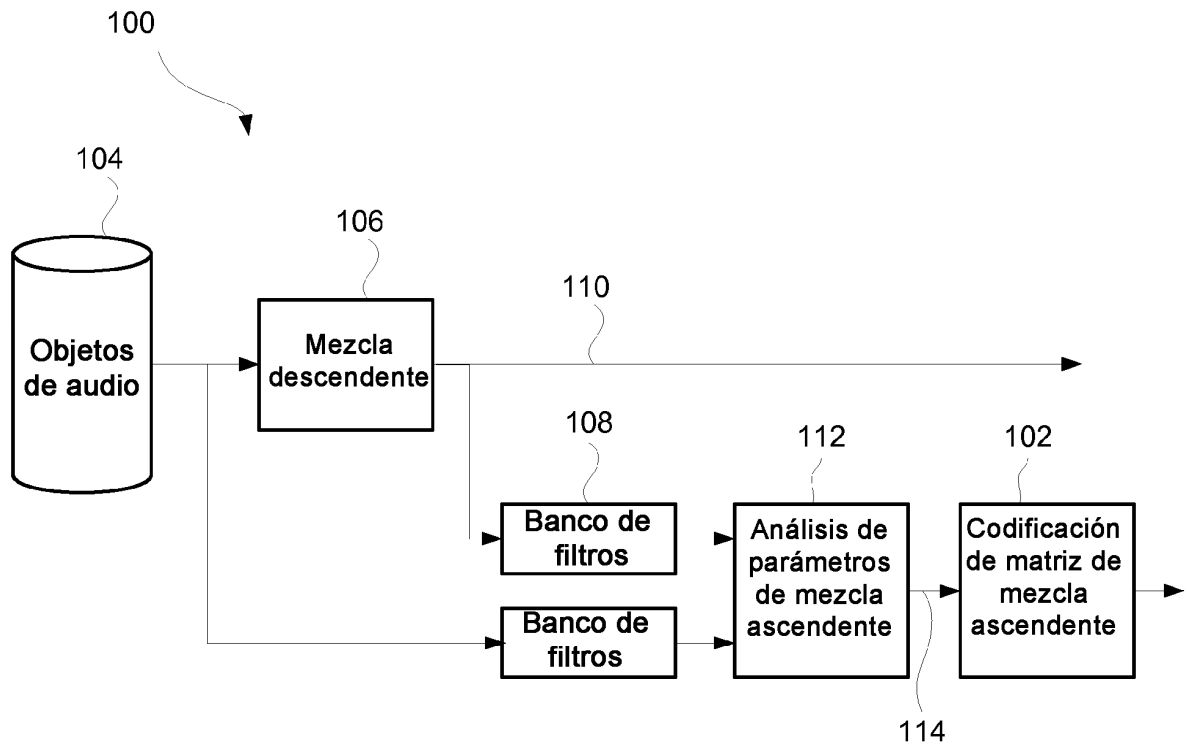 100
104
106
110
Objetos
de audio
Mezcla
descendente
108
112
102
Banco de
filtros
Análisis de
parámetros
de mezcla
ascendente
Codificación
de matriz de
mezcla
ascendente
Banco de
filtros
114